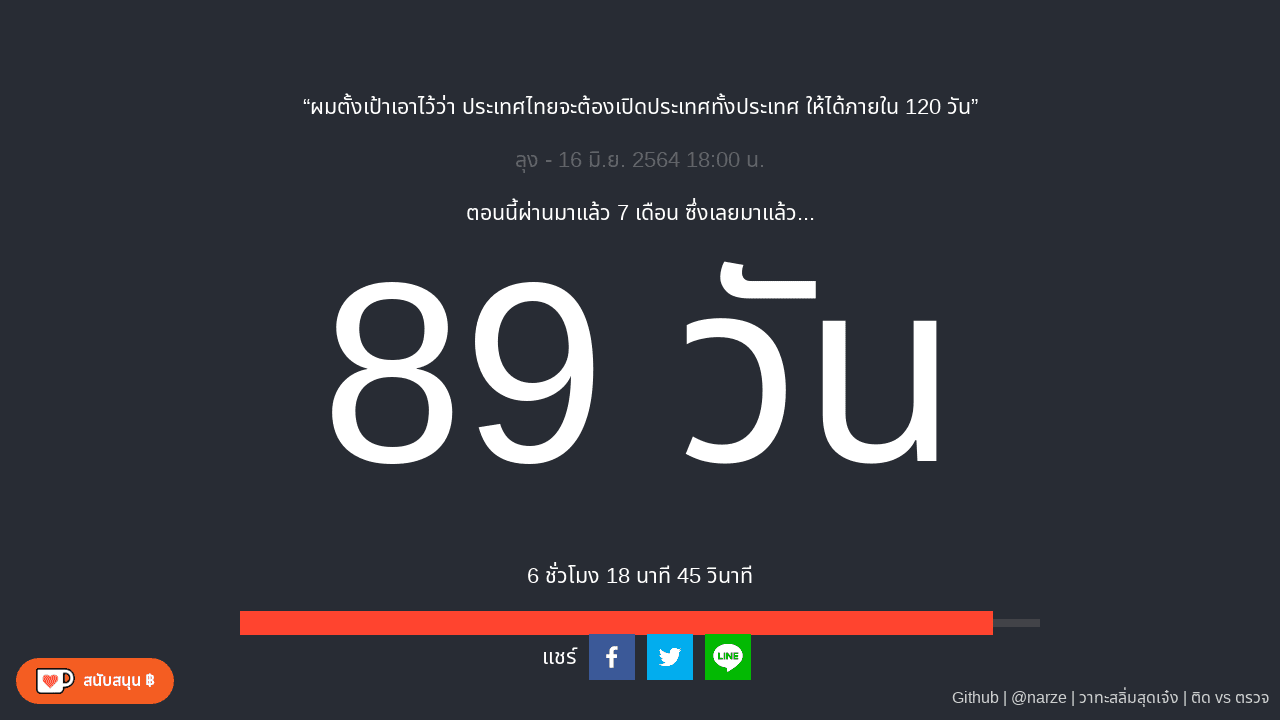 “ผมตั้งเป้าเอาไว้ว่า ประเทศไทยจะต้องเปิดประเทศทั้งประเทศ ให้ได้ภายใน 120 วัน”
ลุง - 16 มิ.ย. 2564 18:00 น.
ตอนนี้ผ่านมาแล้ว 7 เดือน ซึ่งเลยมาแล้ว...
89 วัน
6 ชั่วโมง 18 นาที 45 วินาที
แชร์
LINE
สนับสนุน ฿
Github | @narze | วาทะสลิ่มสุดเจ๋ง | ติด vs ตรวจ